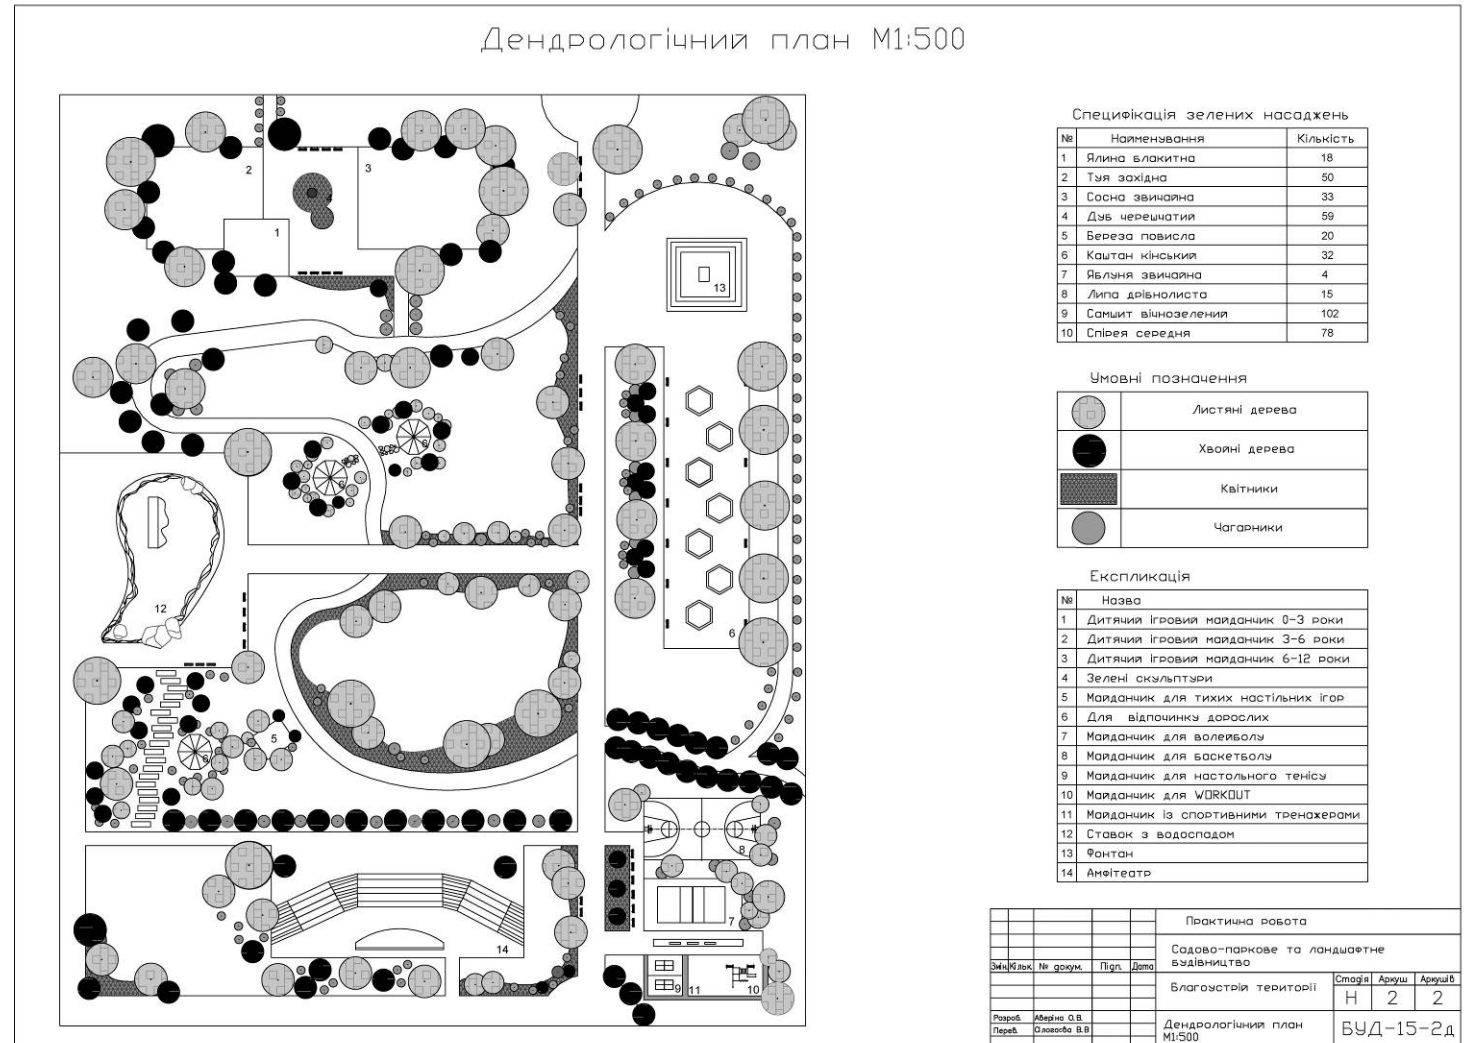 Дендрологічний план М1:500
Специфікація зелених насаджень
№ Найменування Кількість
1 Ялина блакитна 18
2 Туя західна 50
3 Сосна звичайна 33
4 Дуб черешчатий 59
5 Береза повисла 20
6 Каштан кінський 32
7 Яблуня звичайна 4
8 Липа дрібнолиста 15
9 Самшит вічнозелений 102
10 Спірея середня 78
Умовні позначення
Листяні дерева
Хвойні дерева
Квітники
Чагарники
Експликація
№ Назва
1 Дитячий ігровий майданчик 0-3 роки
2 Дитячий ігровий майданчик 3-6 роки
3 Дитячий ігровий майданчик 6-12 роки
4 Зелені скульптури
5 Майданчик для тихих настільних ігор
6 Для відпочинку дорослих
7 Майданчик для волейболу
8 Майданчик для баскетболу
9 Майданчик для настольного тенісу
10 Майданчик для WORKOUT
11 Майданчик із спортивними тренажерами
12 Ставок з водоспадом
13 Фонтан
14 Амфітеатр
2
3
4
1
13
6
6
6
12
5
6
8
7
14
9
11
10
Практична робота
Садово-паркове та ландшафтне
будівництво
Змін. Кільк. № докум. Підп. Дата
Благоустрій території
Стадія Аркуш Аркушів
Н 2 2
Розроб. Аверіна О.В.
Перев.
Дендрологічний план
М1:500
БУД-15-2д